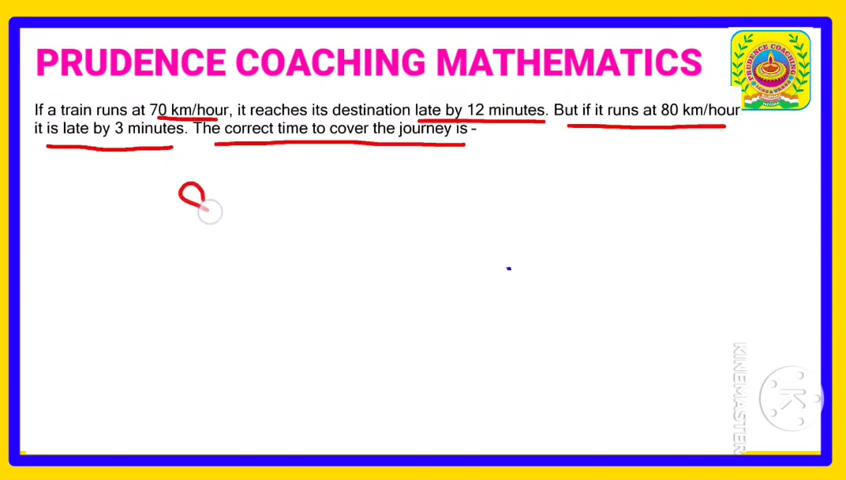 PRUDENCE COACHING MATHEMATICS
PRUDENCE COACHING
If a train runs at 70 km/hour, it reaches its destination late by 12 minutes. But if it runs at 80 km/hour
it is late by 3 minutes. The correct time to cover the journey is -
KINEMASTER